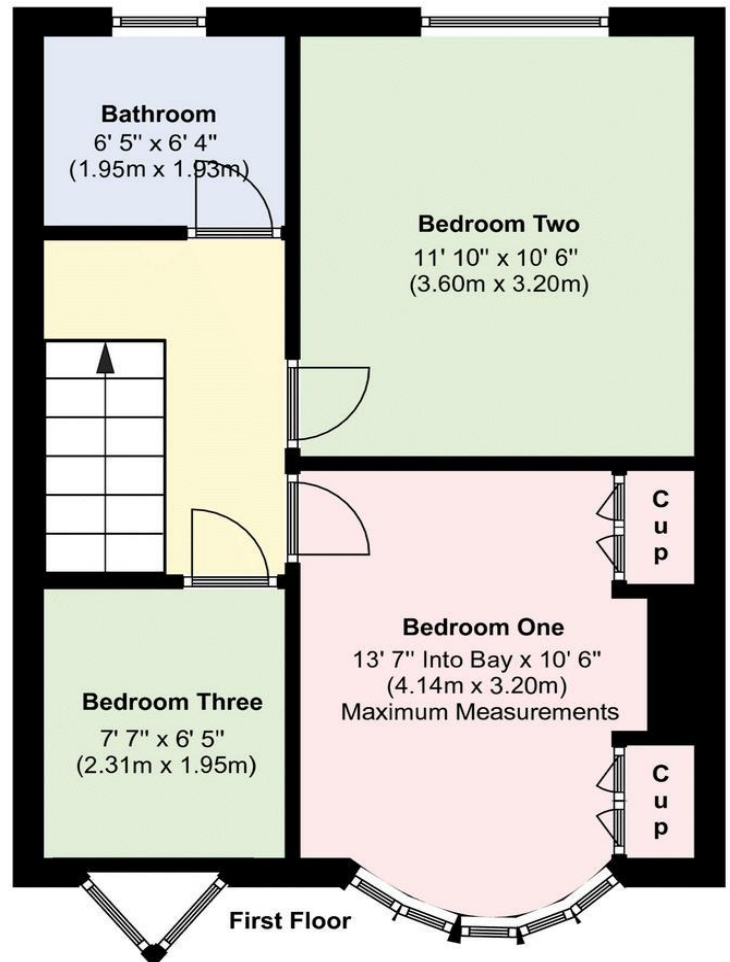 Bathroom
6' 5" x 6' 4"
(1.95m x 1.93m)
Bedroom Two
11' 10" x 10' 6"
(3.60m x 3.20m)
Cup
Bedroom One
13' 7" Into Bay x 10' 6"
(4.14m x 3.20m)
Maximum Measurements
Bedroom Three
7' 7" x 6' 5"
(2.31m x 1.95m)
Cup
First Floor